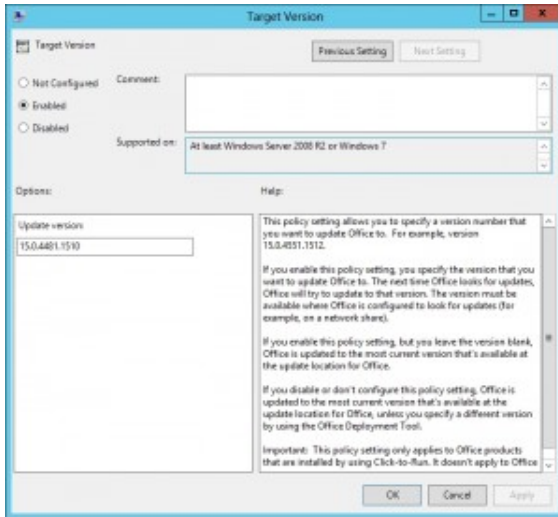 Target Version
Target Version
Previous Setting
Next Setting
Not Configured
Comment:
Enabled
Disabled
Supported on:
At least Windows Server 2008 R2 or Windows 7
Options:
Help:
Update version
15.0.4481.1510
This policy setting allows you to specify a version number that
you want to update Office to.  For example, version
15.0.4551.1512.
If you enable this policy setting, you specify the version that you
want to update Office to. The next time Office looks for updates,
Office will try to update to that version. The version must be
available where Office is configured to look for updates (for
example, on a network share).
If you enable this policy setting, but you leave the version blank,
Office is updated to the most current version that's available at
the update location for Office.
If you disable or don't configure this policy setting, Office is
updated to the most current version that's available at the
update location for Office, unless you specify a different version
by using the Office Deployment Tool.
Important:  This policy setting only applies to Office products
that are installed by using Click-to-Run. It doesn't apply to Office
OK
Cancel
Apply